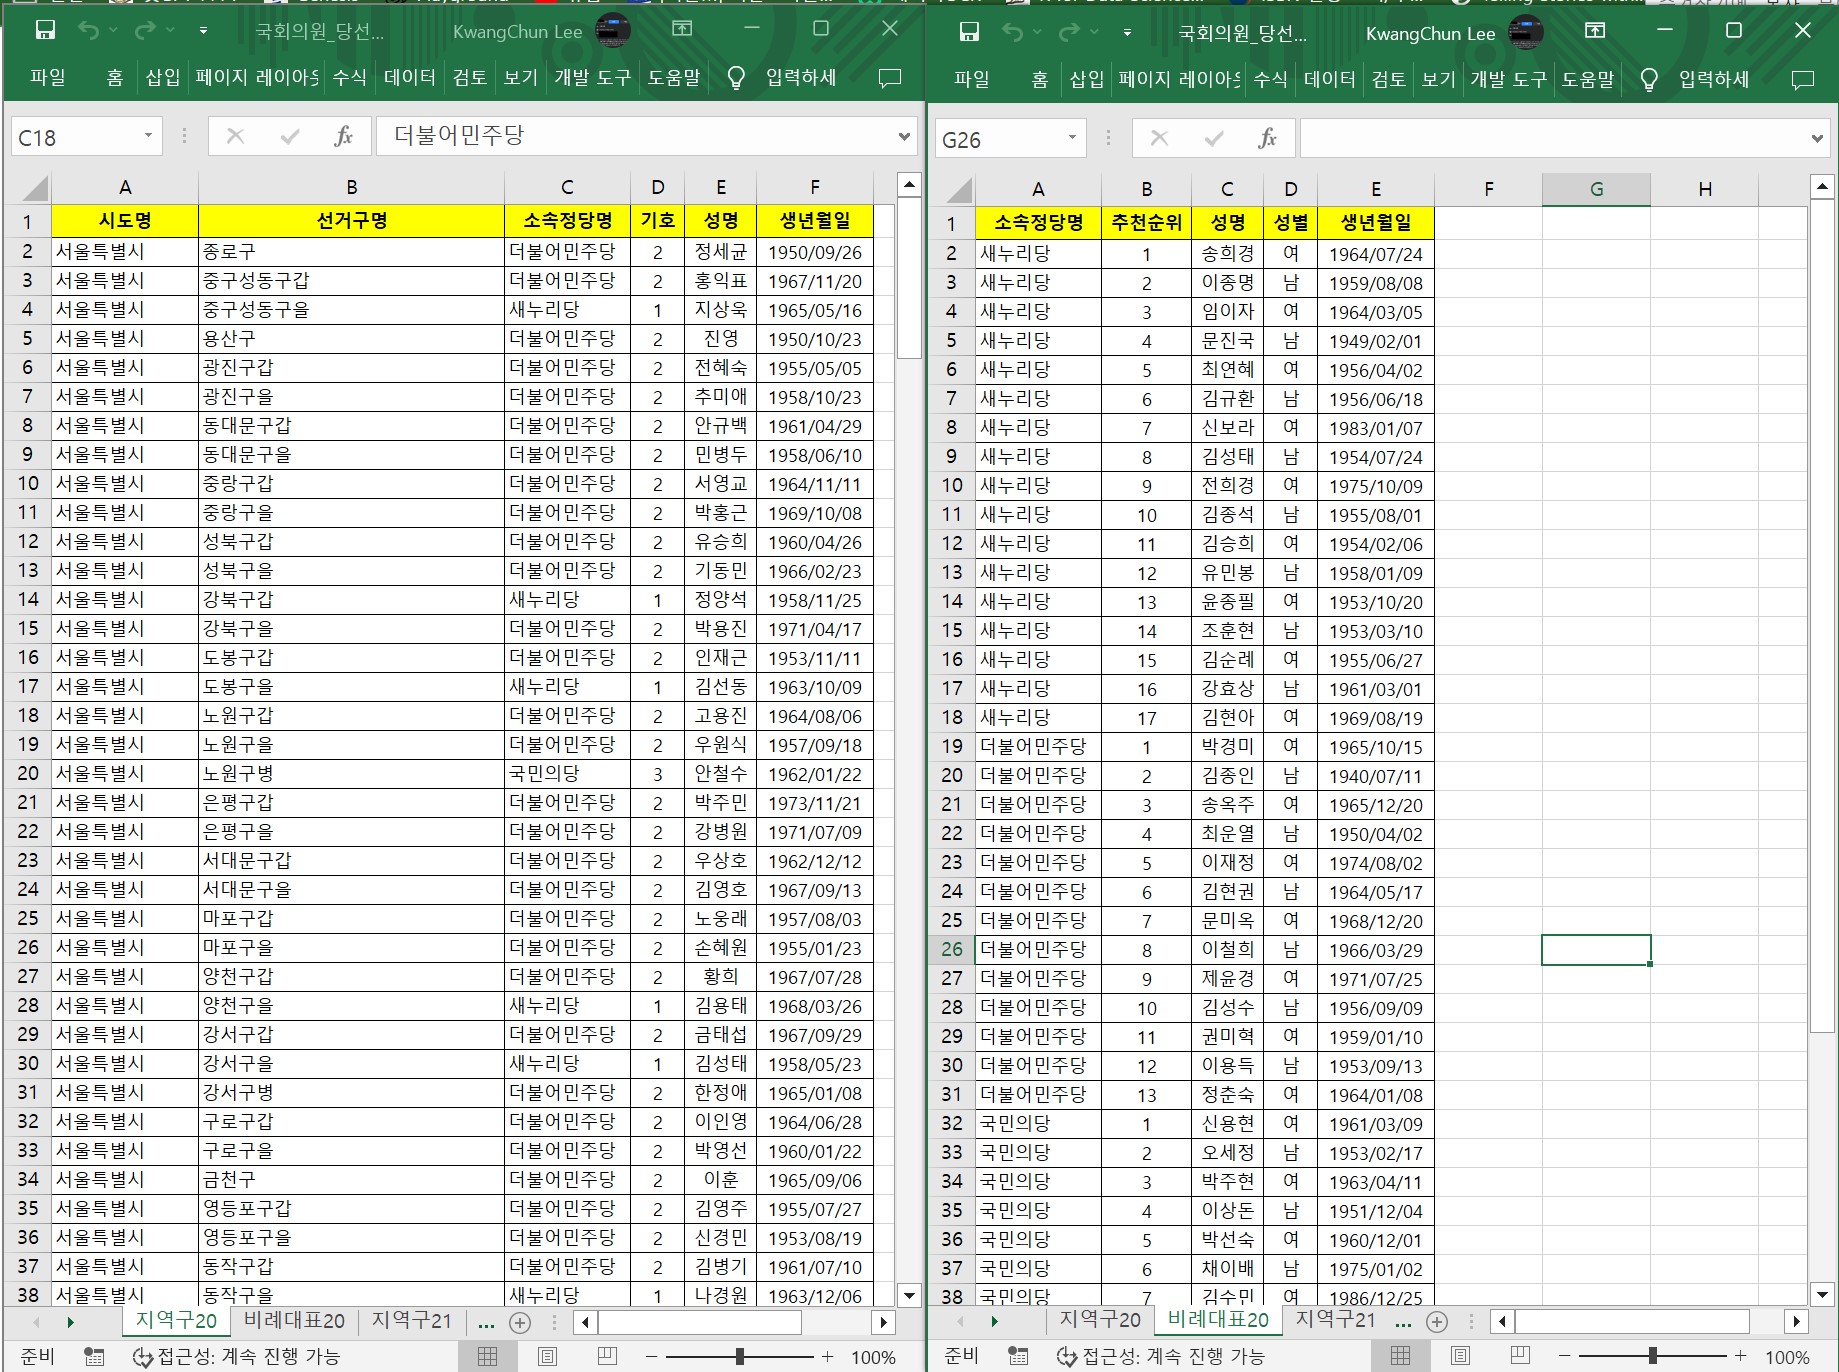 국회의원_당선... KwangChun Lee
파일 홈 삽입 페이지 레이아웃 수식 데이터 검토 보기 개발 도구 도움말 입력하세
C18 fx 더불어민주당
A B C D E F
1 시도명 선거구명 소속정당명 기호 성명 생년월일
2 서울특별시 종로구 더불어민주당 2 정세균 1950/09/26
3 서울특별시 중구성동구갑 더불어민주당 2 홍익표 1967/11/20
4 서울특별시 중구성동구을 새누리당 1 지상욱 1965/05/16
5 서울특별시 용산구 더불어민주당 2 진영 1950/10/23
6 서울특별시 광진구갑 더불어민주당 2 전혜숙 1955/05/05
7 서울특별시 광진구을 더불어민주당 2 추미애 1958/10/23
8 서울특별시 동대문구갑 더불어민주당 2 안규백 1961/04/29
9 서울특별시 동대문구을 더불어민주당 2 민병두 1958/06/10
10 서울특별시 중랑구갑 더불어민주당 2 서영교 1964/11/11
11 서울특별시 중랑구을 더불어민주당 2 박홍근 1969/10/08
12 서울특별시 성북구갑 더불어민주당 2 유승희 1960/04/26
13 서울특별시 성북구을 더불어민주당 2 기동민 1966/02/23
14 서울특별시 강북구갑 새누리당 1 정양석 1958/11/25
15 서울특별시 강북구을 더불어민주당 2 박용진 1971/04/17
16 서울특별시 도봉구갑 더불어민주당 2 인재근 1953/11/11
17 서울특별시 도봉구을 새누리당 1 김선동 1963/10/09
18 서울특별시 노원구갑 더불어민주당 2 고용진 1964/08/06
19 서울특별시 노원구을 더불어민주당 2 우원식 1957/09/18
20 서울특별시 노원구병 국민의당 3 안철수 1962/01/22
21 서울특별시 은평구갑 더불어민주당 2 박주민 1973/11/21
22 서울특별시 은평구을 더불어민주당 2 강병원 1971/07/09
23 서울특별시 서대문구갑 더불어민주당 2 우상호 1962/12/12
24 서울특별시 서대문구을 더불어민주당 2 김영호 1967/09/13
25 서울특별시 마포구갑 더불어민주당 2 노웅래 1957/08/03
26 서울특별시 마포구을 더불어민주당 2 손혜원 1955/01/23
27 서울특별시 양천구갑 더불어민주당 2 황희 1967/07/28
28 서울특별시 양천구을 새누리당 1 김용태 1968/03/26
29 서울특별시 강서구갑 더불어민주당 2 금태섭 1967/09/29
30 서울특별시 강서구을 새누리당 1 김성태 1958/05/23
31 서울특별시 강서구병 더불어민주당 2 한정애 1965/01/08
32 서울특별시 구로구갑 더불어민주당 2 이인영 1964/06/28
33 서울특별시 구로구을 더불어민주당 2 박영선 1960/01/22
34 서울특별시 금천구 더불어민주당 2 이훈 1965/09/06
35 서울특별시 영등포구갑 더불어민주당 2 김영주 1955/07/27
36 서울특별시 영등포구을 더불어민주당 2 신경민 1953/08/19
37 서울특별시 동작구갑 더불어민주당 2 김병기 1961/07/10
38 서울특별시 동작구을 새누리당 1 나경원 1963/12/06
지역구20 비례대표20 지역구21 ...
준비 접근성: 계속 진행 가능 100%
국회의원_당선... KwangChun Lee
파일 홈 삽입 페이지 레이아웃 수식 데이터 검토 보기 개발 도구 도움말 입력하세
G26 fx
A B C D E F G H
1 소속정당명 추천순위 성명 성별 생년월일
2 새누리당 1 송희경 여 1964/07/24
3 새누리당 2 이종명 남 1959/08/08
4 새누리당 3 임이자 여 1964/03/05
5 새누리당 4 문진국 남 1949/02/01
6 새누리당 5 최연혜 여 1956/04/02
7 새누리당 6 김규환 남 1956/06/18
8 새누리당 7 신보라 여 1983/01/07
9 새누리당 8 김성태 남 1954/07/24
10 새누리당 9 전희경 여 1975/10/09
11 새누리당 10 김종석 남 1955/08/01
12 새누리당 11 김승희 여 1954/02/06
13 새누리당 12 유민봉 남 1958/01/09
14 새누리당 13 윤종필 여 1953/10/20
15 새누리당 14 조훈현 남 1953/03/10
16 새누리당 15 김순례 여 1955/06/27
17 새누리당 16 강효상 남 1961/03/01
18 새누리당 17 김현아 여 1969/08/19
19 더불어민주당 1 박경미 여 1965/10/15
20 더불어민주당 2 김종인 남 1940/07/11
21 더불어민주당 3 송옥주 여 1965/12/20
22 더불어민주당 4 최운열 남 1950/04/02
23 더불어민주당 5 이재정 여 1974/08/02
24 더불어민주당 6 김현권 남 1964/05/17
25 더불어민주당 7 문미옥 여 1968/12/20
26 더불어민주당 8 이철희 남 1966/03/29
27 더불어민주당 9 제윤경 여 1971/07/25
28 더불어민주당 10 김성수 남 1956/09/09
29 더불어민주당 11 권미혁 여 1959/01/10
30 더불어민주당 12 이용득 남 1953/09/13
31 더불어민주당 13 정춘숙 여 1964/01/08
32 국민의당 1 신용현 여 1961/03/09
33 국민의당 2 오세정 남 1953/02/17
34 국민의당 3 박주현 여 1963/04/11
35 국민의당 4 이상돈 남 1951/12/04
36 국민의당 5 박선숙 여 1960/12/01
37 국민의당 6 채이배 남 1975/01/02
38 국민의당 7 김수민 여 1986/12/25
지역구20 비례대표20 지역구21 ...
준비 접근성: 계속 진행 가능 100%